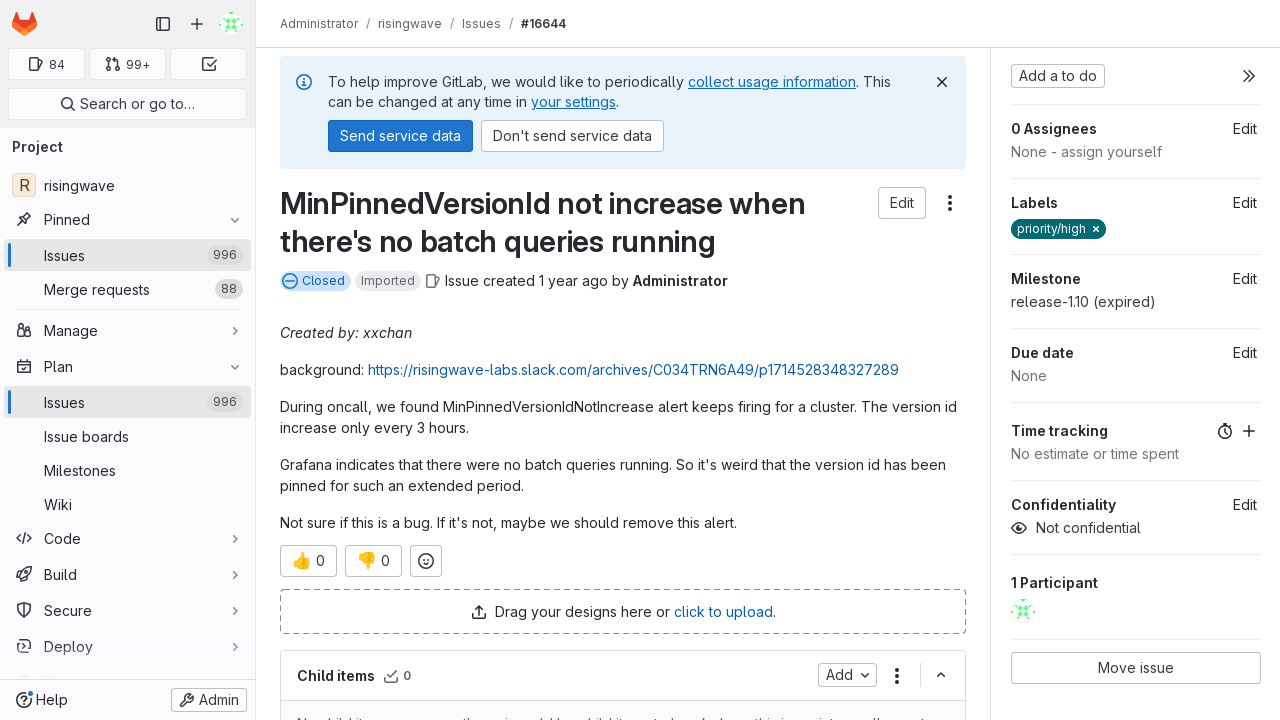 Administrator / risingwave / Issues / #16644
84
99+
Search or go to…
Project
R risingwave
Pinned
Issues 996
Merge requests 88
Manage
Plan
Issues 996
Issue boards
Milestones
Wiki
Code
Build
Secure
Deploy
Help
Admin
To help improve GitLab, we would like to periodically collect usage information. This
can be changed at any time in your settings.
Send service data
Don't send service data
MinPinnedVersionId not increase when
there's no batch queries running
Edit
Closed Imported Issue created 1 year ago by Administrator
Created by: xxchan
background: https://risingwave-labs.slack.com/archives/C034TRN6A49/p1714528348327289
During oncall, we found MinPinnedVersionIdNotIncrease alert keeps firing for a cluster. The version id
increase only every 3 hours.
Grafana indicates that there were no batch queries running. So it's weird that the version id has been
pinned for such an extended period.
Not sure if this is a bug. If it's not, maybe we should remove this alert.
0
0
Drag your designs here or click to upload.
Child items 0
Add
Add a to do
0 Assignees Edit
None - assign yourself
Labels Edit
priority/high
Milestone Edit
release-1.10 (expired)
Due date Edit
None
Time tracking
No estimate or time spent
Confidentiality Edit
Not confidential
1 Participant
Move issue